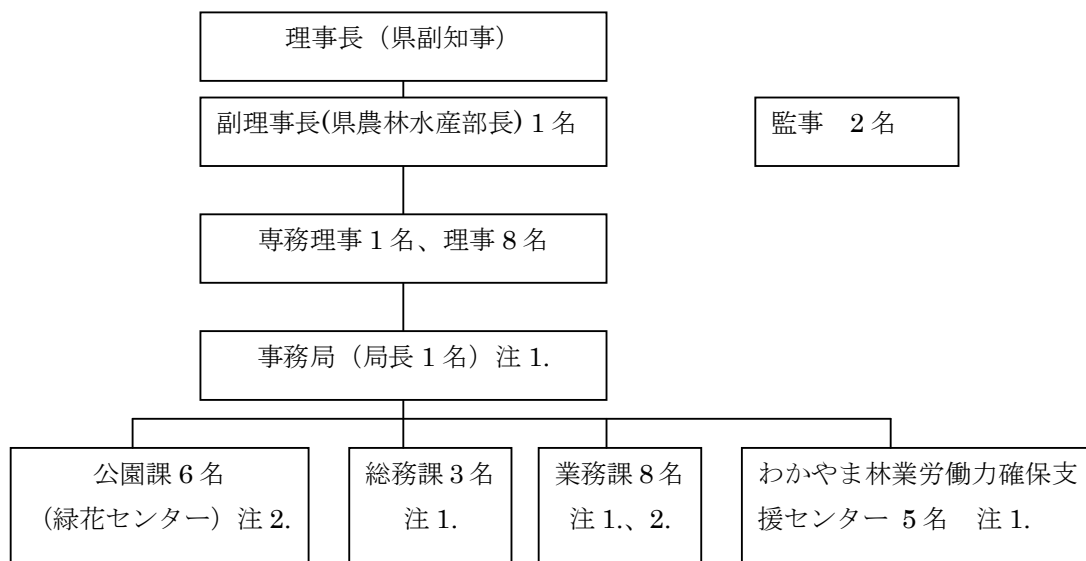 理事長（県副知事）
副理事長(県農林水産部長) 1 名
監事　2 名
専務理事 1 名、理事 8 名
事務局（局長 1 名）注 1.
公園課 6 名
（緑花センター）注 2.
総務課 3 名
注 1.
業務課 8 名
注 1.、2.
わかやま林業労働力確保支
援センター 5 名　注 1.